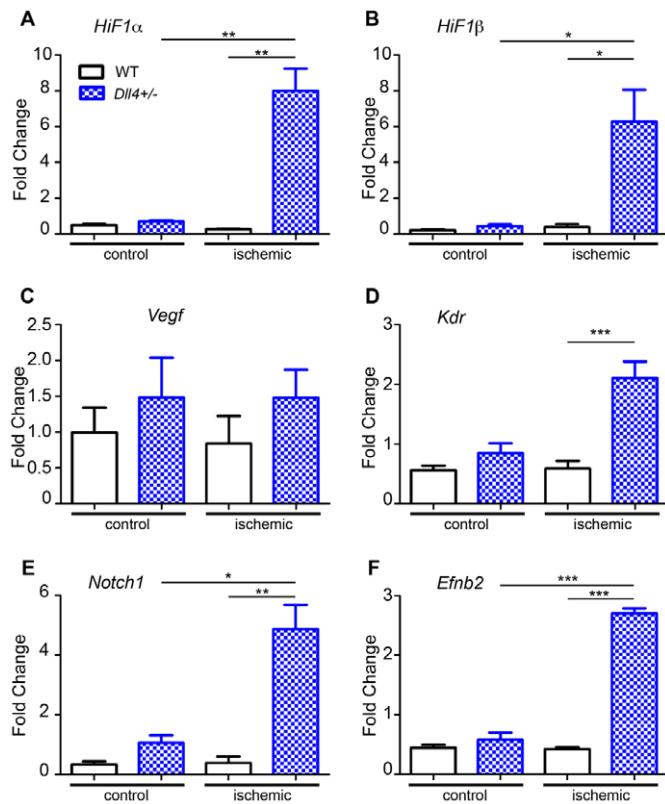 A HiF1α
** 
**
10
8
6
4
2
0
Fold Change
WT
Dll4+/-
control ischemic
B HiF1β
*
*
10
8
6
4
2
0
Fold Change
control ischemic
C Vegf
2.5
2.0
1.5
1.0
0.5
0.0
Fold Change
control ischemic
D Kdr
***
3
2
1
0
Fold Change
control ischemic
E Notch1
*
**
6
4
2
0
Fold Change
control ischemic
F Efnb2
***
***
3
2
1
0
Fold Change
control ischemic